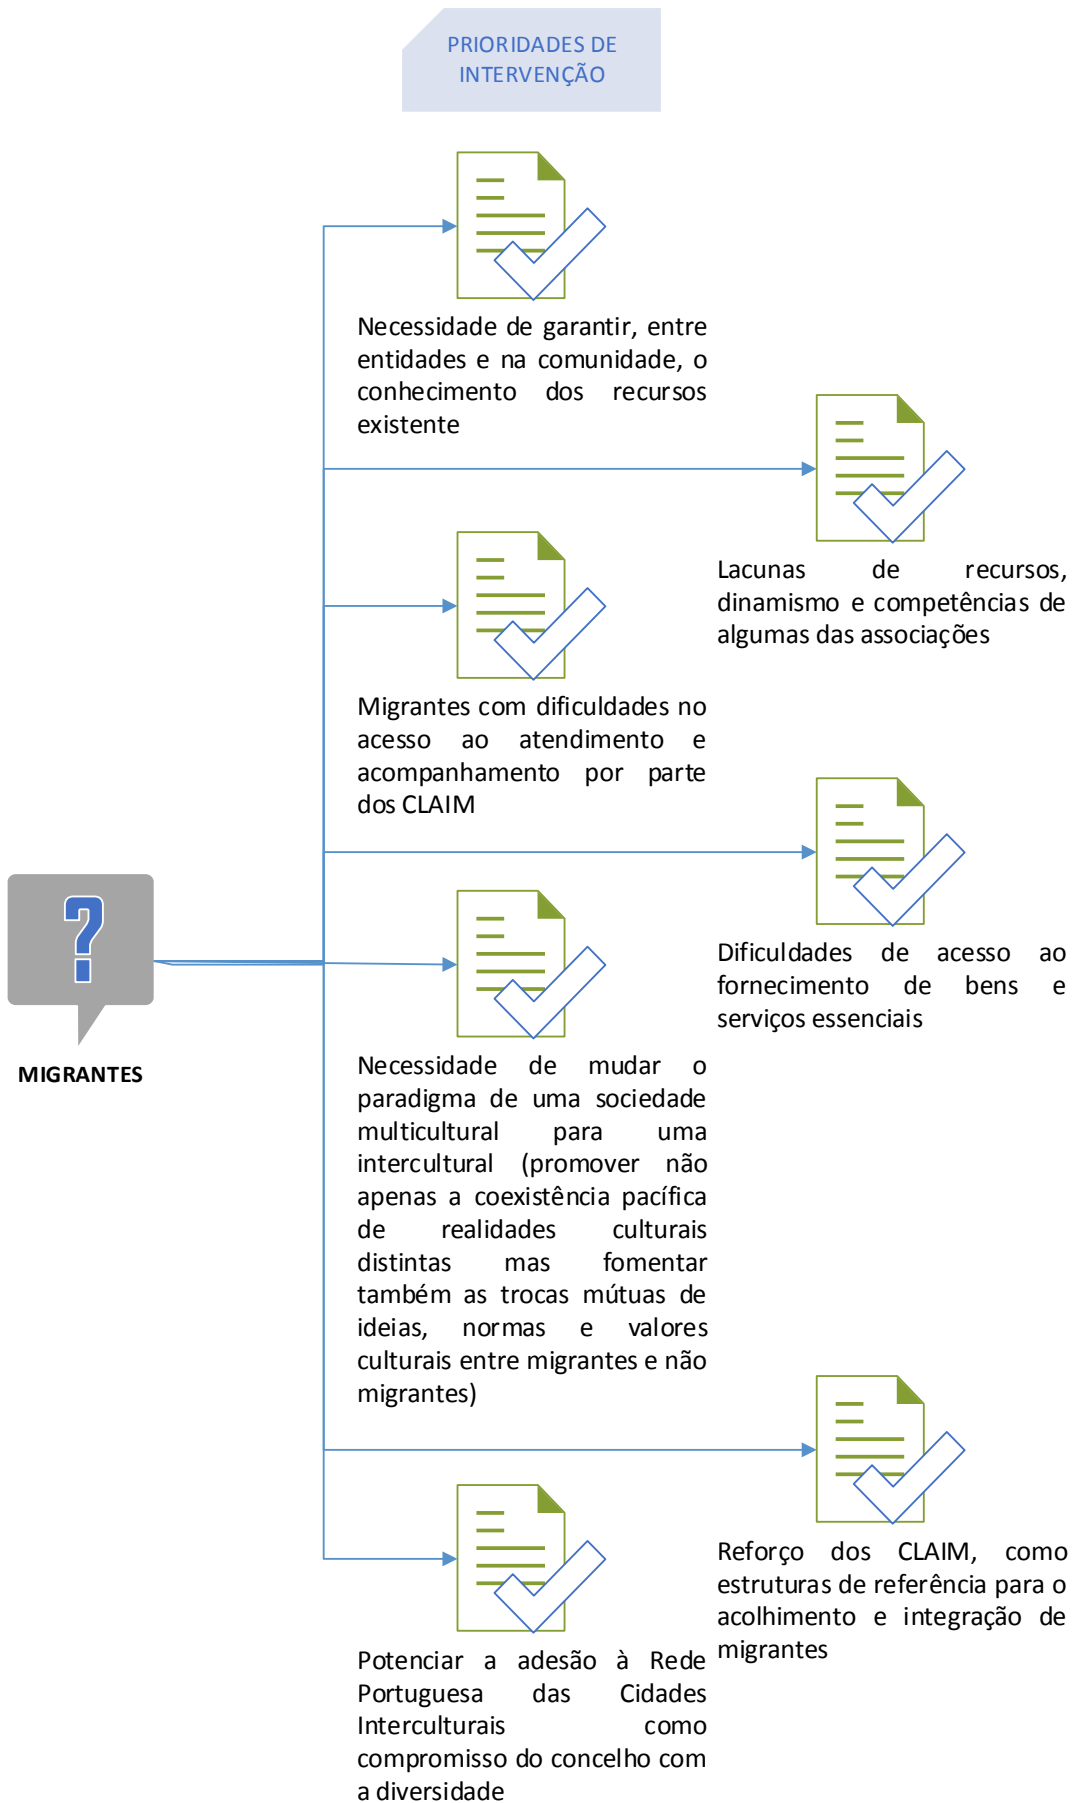 PRIORIDADES DE
INTERVENÇÃO
Necessidade de garantir, entre
entidades e na comunidade, o
conhecimento dos recursos
existente
Lacunas de recursos,
dinamismo e competências de
algumas das associações
Migrantes com dificuldades no
acesso ao atendimento e
acompanhamento por parte
dos CLAIM
Dificuldades de acesso ao
fornecimento de bens e
serviços essenciais
?
MIGRANTES
Necessidade de mudar o
paradigma de uma sociedade
multicultural para uma
intercultural (promover não
apenas a coexistência pacífica
de realidades culturais
distintas mas fomentar
também as trocas mútuas de
ideias, normas e valores
culturais entre migrantes e não
migrantes)
Reforço dos CLAIM, como
estruturas de referência para o
acolhimento e integração de
migrantes
Potenciar a adesão à Rede
Portuguesa das Cidades
Interculturais como
compromisso do concelho com
a diversidade